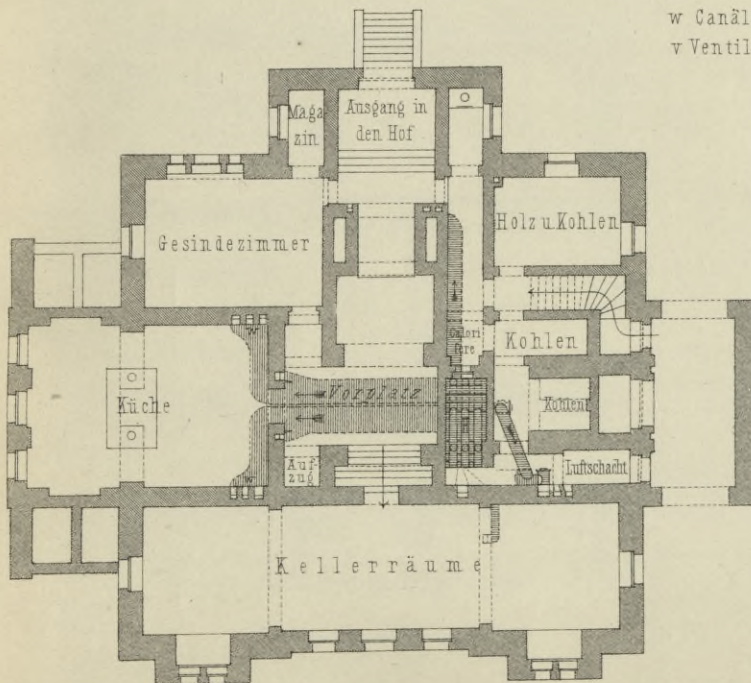 w Canäl
v Ventil
Maga
zin
Ausgang in
den Hof
Gesindezimmer
Holz u. Kohlen
Calori
fère
Kohlen
Küche
Vorplatz
Kohlen
Auf-
zug
Luftschacht
w
w
Kellerräume